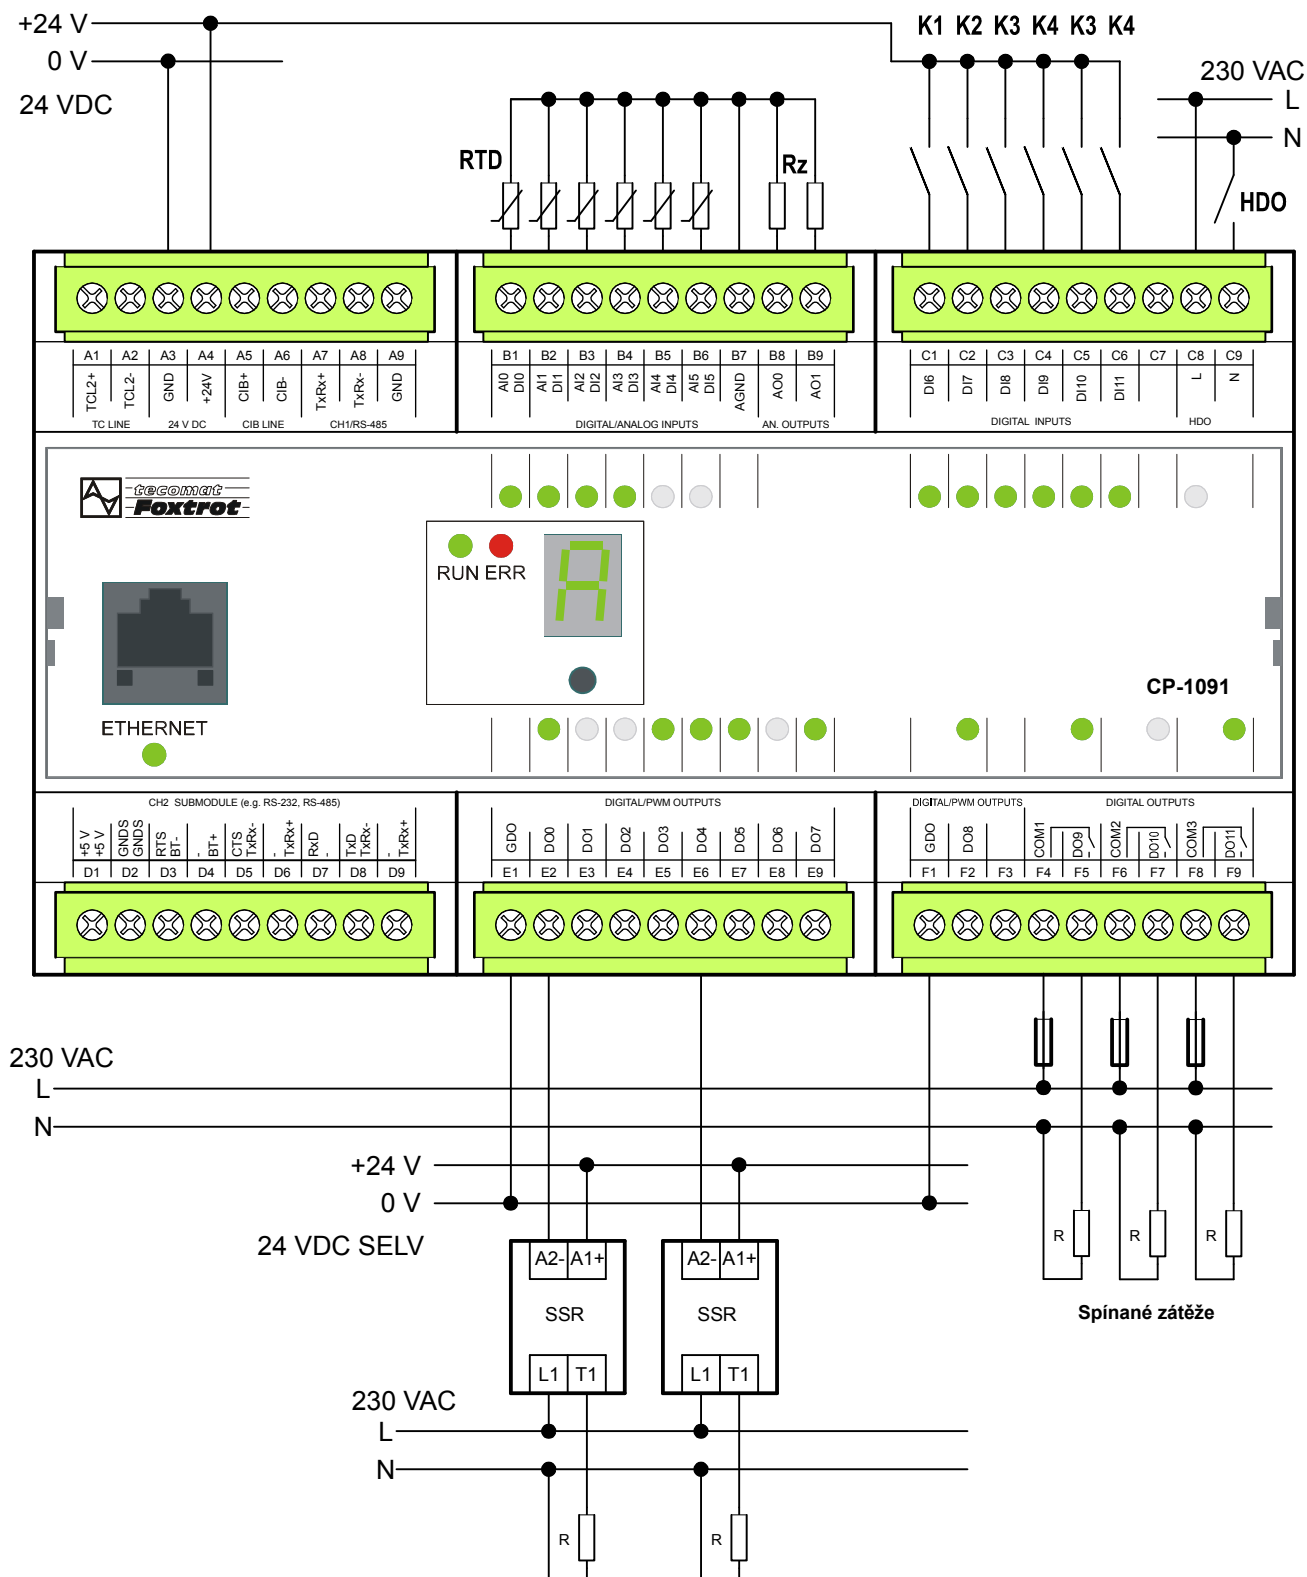 +24 V
0 V
24 VDC
K1 K2 K3 K4 K3 K4
230 VAC
L
N
RTD
Rz
HDO
A1 A2 A3 A4 A5 A6 A7 A8 A9
TCL2+ TCL2- GND +24V CIB+ CIB- TxRx+ TxRx- GND
TC LINE 24 V DC CIB LINE CH1/RS-485
B1 B2 B3 B4 B5 B6 B7 B8 B9
AI0 AI1 AI2 AI3 AI4 AI5 AGND AO0 AO1
DI0 DI1 DI2 DI3 DI4 DI5
DIGITAL/ANALOG INPUTS AN. OUTPUTS
C1 C2 C3 C4 C5 C6 C7 C8 C9
DI6 DI7 DI8 DI9 DI10 DI11 L N
DIGITAL INPUTS HDO
tecomat
Foxtrot
RUN ERR
A
CP-1091
ETHERNET
CH2 SUBMODULE (e.g. RS-232, RS-485)
+5 V GNDS RTS - CTS - RxD TxD -
+5 V GNDS BT- BT+ TxRx- TxRx+ - TxRx- TxRx+
D1 D2 D3 D4 D5 D6 D7 D8 D9
DIGITAL/PWM OUTPUTS
GDO DO0 DO1 DO2 DO3 DO4 DO5 DO6 DO7
E1 E2 E3 E4 E5 E6 E7 E8 E9
DIGITAL/PWM OUTPUTS DIGITAL OUTPUTS
GDO DO8 COM1 DO9 COM2 DO10 COM3 DO11
F1 F2 F3 F4 F5 F6 F7 F8 F9
230 VAC
L
N
+24 V
0 V
24 VDC SELV
A2- A1+
SSR
L1 T1
A2- A1+
SSR
L1 T1
R R R
Spínané zátěže
230 VAC
L
N
R R